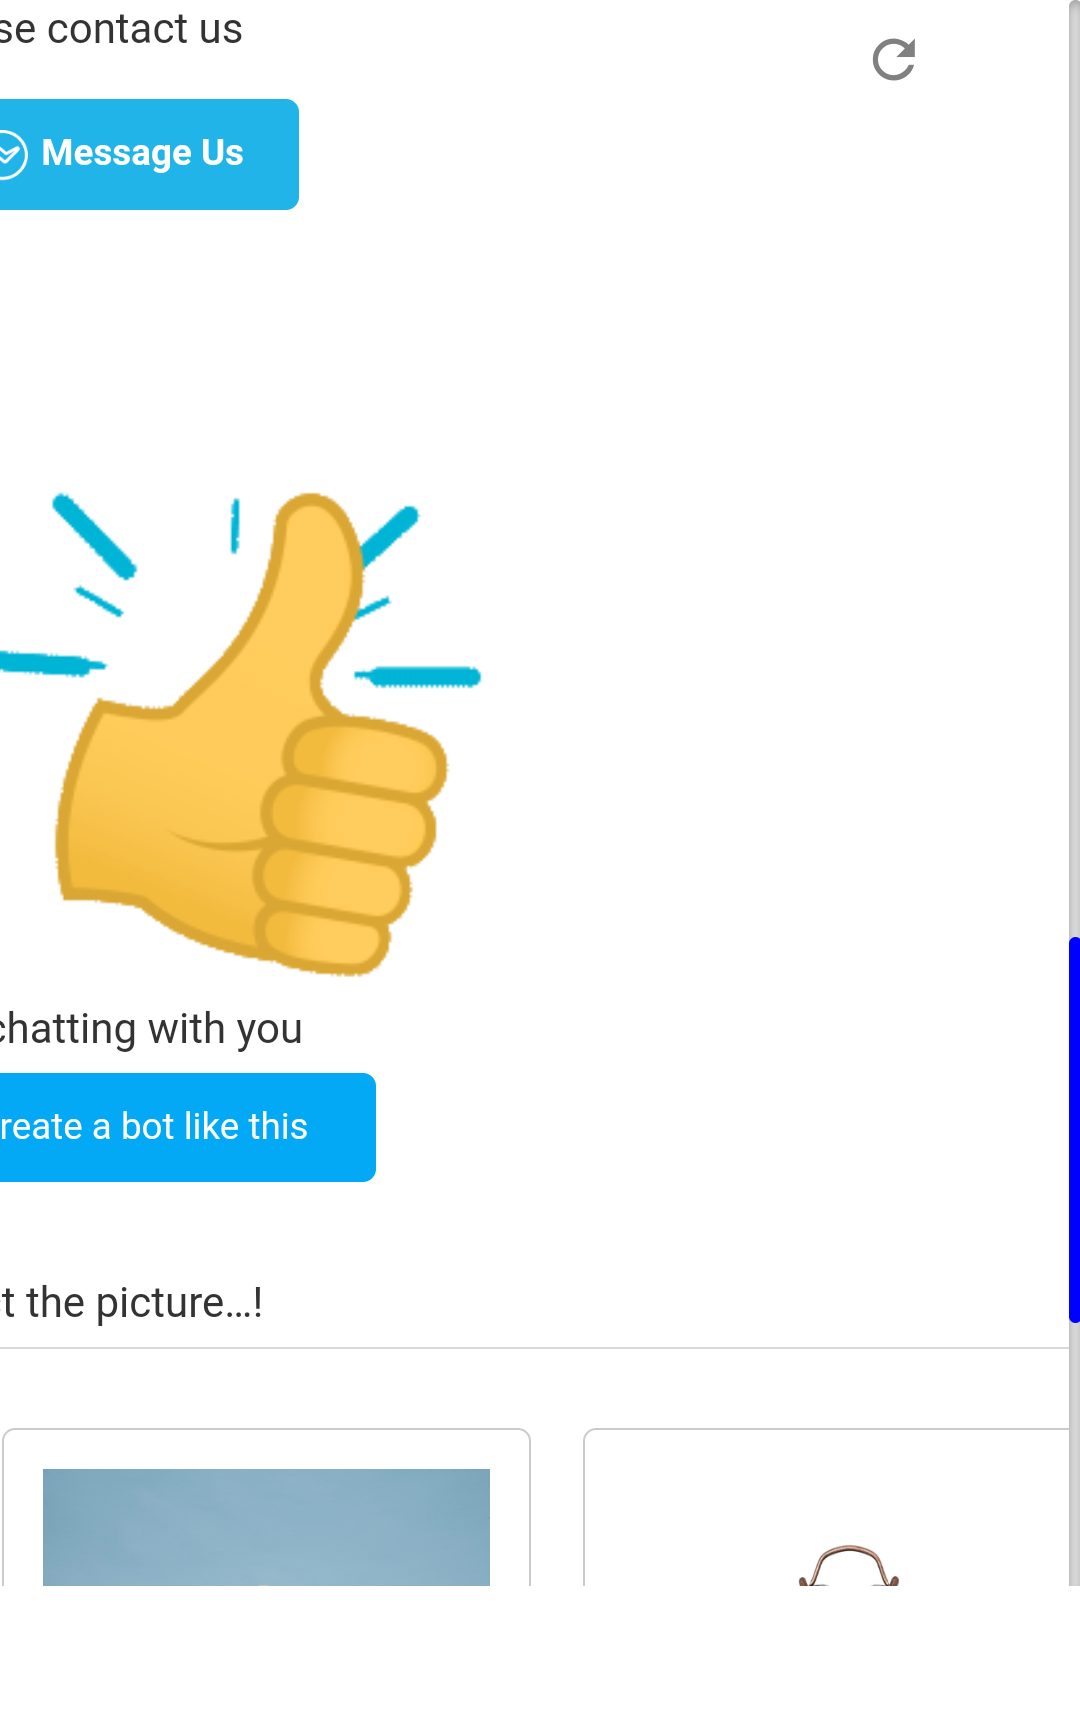 se contact us
Message Us
chatting with you
reate a bot like this
t the picture...!